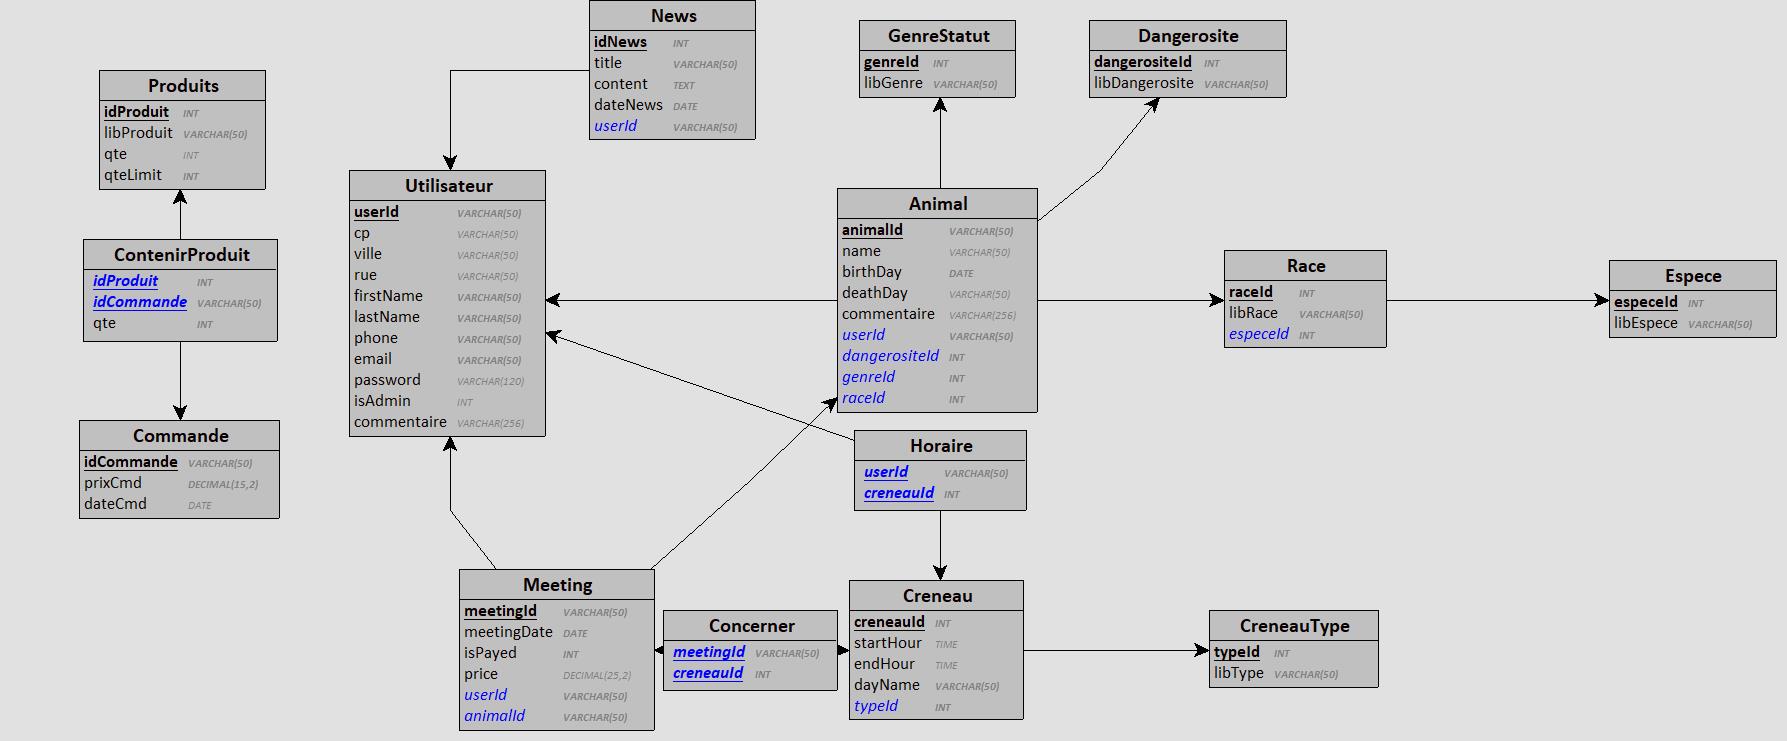 News
idNews INT
title VARCHAR(50)
content TEXT
dateNews DATE
userId VARCHAR(50)
GenreStatut
genreId INT
libGenre VARCHAR(50)
Dangerosite
dangerositeId INT
libDangerosite VARCHAR(50)
Produits
idProduit INT
libProduit VARCHAR(50)
qte INT
qteLimit INT
Utilisateur
userId VARCHAR(50)
cp VARCHAR(50)
ville VARCHAR(50)
rue VARCHAR(50)
firstName VARCHAR(50)
lastName VARCHAR(50)
phone VARCHAR(50)
email VARCHAR(50)
password VARCHAR(120)
isAdmin INT
commentaire VARCHAR(256)
Animal
animalId VARCHAR(50)
name VARCHAR(50)
birthDay DATE
deathDay VARCHAR(50)
commentaire VARCHAR(256)
userId VARCHAR(50)
dangerositeId INT
genreId INT
raceId INT
Race
raceId INT
libRace VARCHAR(50)
especeId INT
Espece
especeId INT
libEspece VARCHAR(50)
ContenirProduit
idProduit INT
idCommande VARCHAR(50)
qte INT
Commande
idCommande VARCHAR(50)
prixCmd DECIMAL(15,2)
dateCmd DATE
Horaire
userId VARCHAR(50)
creneauId INT
Meeting
meetingId VARCHAR(50)
meetingDate DATE
isPayed INT
price DECIMAL(25,2)
userId VARCHAR(50)
animalId VARCHAR(50)
Concerner
meetingId VARCHAR(50)
creneauId INT
Creneau
creneauId INT
startHour TIME
endHour TIME
dayName VARCHAR(50)
typeId INT
CreneauType
typeId INT
libType VARCHAR(50)